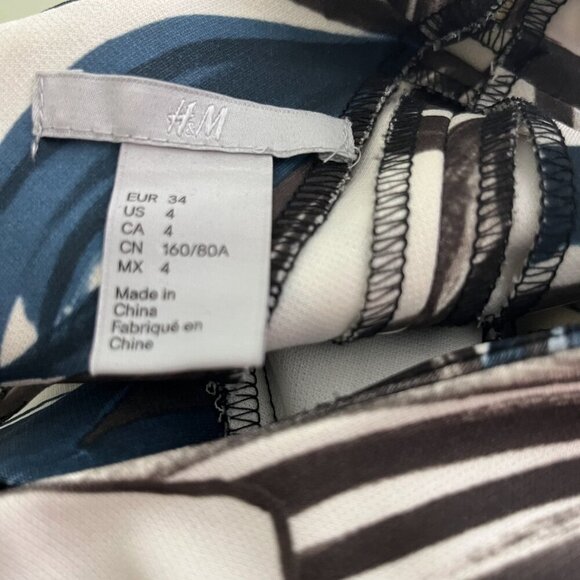 H&M
EUR 34
US 4
CA 4
CN 160/80A
MX 4
Made in
China
Fabriqué en
Chine